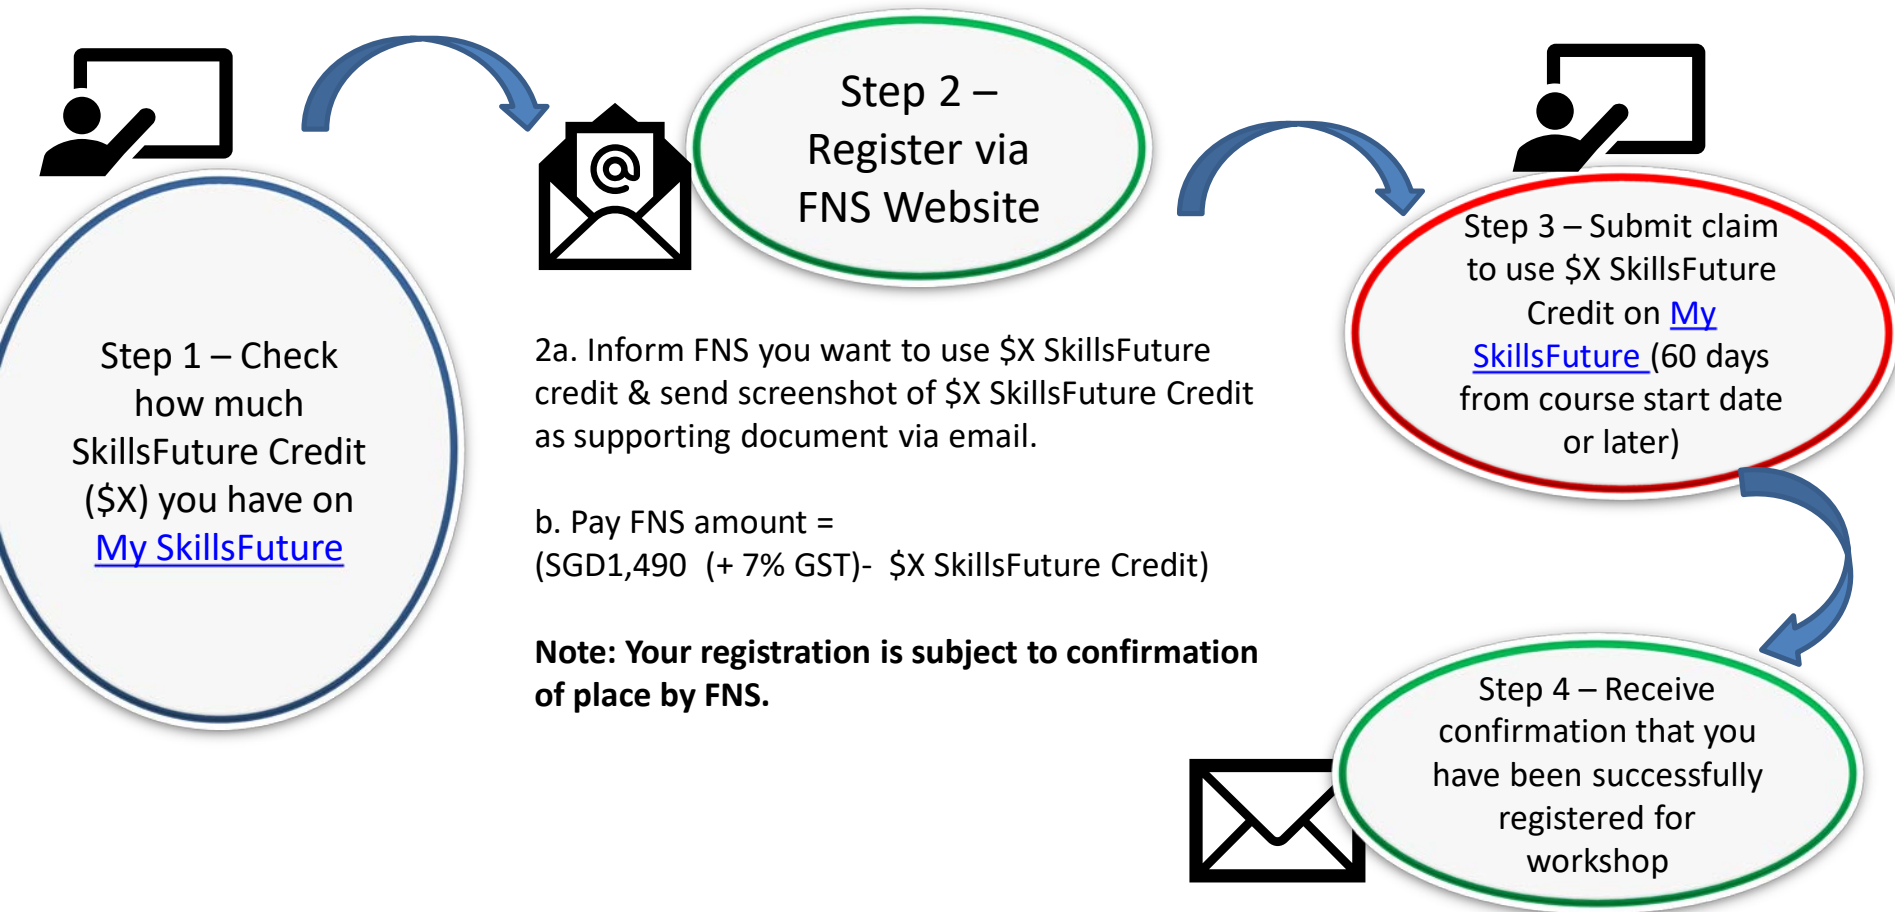 Step 1 – Check
how much
SkillsFuture Credit
($X) you have on
My SkillsFuture
@
Step 2 –
Register via
FNS Website
2a. Inform FNS you want to use $X SkillsFuture
credit & send screenshot of $X SkillsFuture Credit
as supporting document via email.
b. Pay FNS amount =
(SGD1,490  (+ 7% GST)-  $X SkillsFuture Credit)
Note: Your registration is subject to confirmation
of place by FNS.
Step 3 – Submit claim
to use $X SkillsFuture
Credit on My
SkillsFuture (60 days
from course start date
or later)
Step 4 – Receive
confirmation that you
have been successfully
registered for
workshop